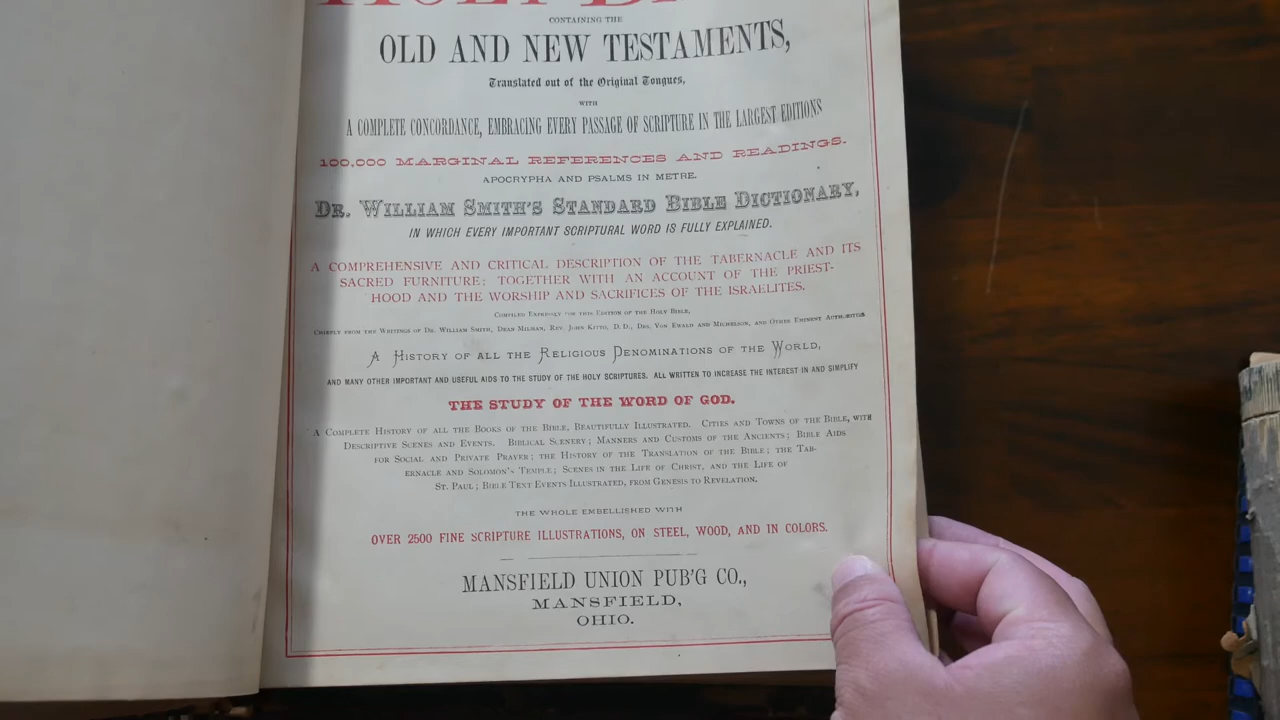 HOLY B
CONTAINING THE
OLD AND NEW TESTAMENTS,
Translated out of the Original Tongues,
WITH
A COMPLETE CONCORDANCE, EMBRACING EVERY PASSAGE OF SCRIPTURE IN THE LARGEST EDITIONS
100,000 MARGINAL REFERENCES AND READINGS.
APOCRYPHA AND PSALMS IN METRE.
DR. WILLIAM SMITH'S STANDARD BIBLE DICTIONARY,
IN WHICH EVERY IMPORTANT SCRIPTURAL WORD IS FULLY EXPLAINED.
A COMPREHENSIVE AND CRITICAL DESCRIPTION OF THE TABERNACLE AND ITS
SACRED FURNITURE; TOGETHER WITH AN ACCOUNT OF THE PRIEST-
HOOD AND THE WORSHIP AND SACRIFICES OF THE ISRAELITES.
COMPILED EXPRESSLY FOR THIS EDITION OF THE HOLY BIBLE,
CHIEFLY FROM THE WRITINGS OF DR. WILLIAM SMITH, DEAN MILMAN, REV. JOHN KITTO, D. D., DRS. VON EWALD AND MICHELSON, AND OTHER EMINENT AUTHORITIES
A HISTORY OF ALL THE RELIGIOUS DENOMINATIONS OF THE WORLD,
AND MANY OTHER IMPORTANT AND USEFUL AIDS TO THE STUDY OF THE HOLY SCRIPTURES. ALL WRITTEN TO INCREASE THE INTEREST IN AND SIMPLIFY
THE STUDY OF THE WORD OF GOD.
A COMPLETE HISTORY OF ALL THE BOOKS OF THE BIBLE, BEAUTIFULLY ILLUSTRATED. CITIES AND TOWNS OF THE BIBLE, WITH
DESCRIPTIVE SCENES AND EVENTS. BIBLICAL SCENERY; MANNERS AND CUSTOMS OF THE ANCIENTS; BIBLE AIDS
FOR SOCIAL AND PRIVATE PRAYER; THE HISTORY OF THE TRANSLATION OF THE BIBLE; THE TAB-
ERNACLE AND SOLOMON'S TEMPLE; SCENES IN THE LIFE OF CHRIST, AND THE LIFE OF
ST. PAUL; BIBLE TEXT EVENTS ILLUSTRATED, FROM GENESIS TO REVELATION.
THE WHOLE EMBELLISHED WITH
OVER 2500 FINE SCRIPTURE ILLUSTRATIONS, ON STEEL, WOOD, AND IN COLORS.
MANSFIELD UNION PUB'G CO.,
MANSFIELD,
OHIO.